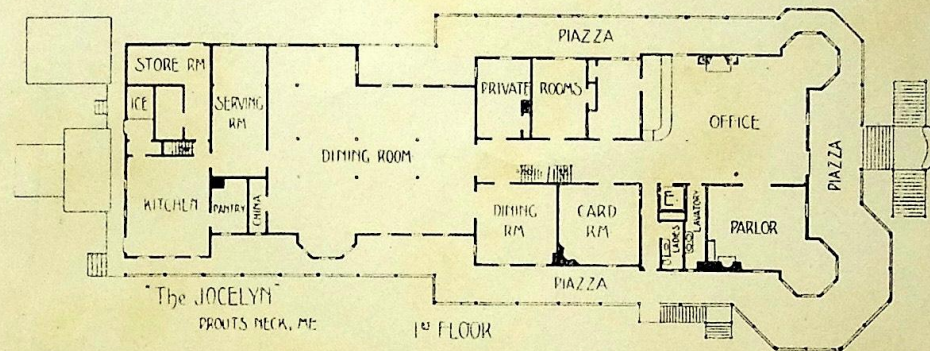 PIAZZA
STORE RM
ICE
SERVING
RM
PRIVATE
ROOMS
OFFICE
DINING ROOM
PIAZZA
KITCHEN
PANTRY
CHINA
DINING
RM
CARD
RM
LADIES
LAVATORY
PARLOR
PIAZZA
"The JOCELYN"
PROUTS NECK, ME
1ST FLOOR